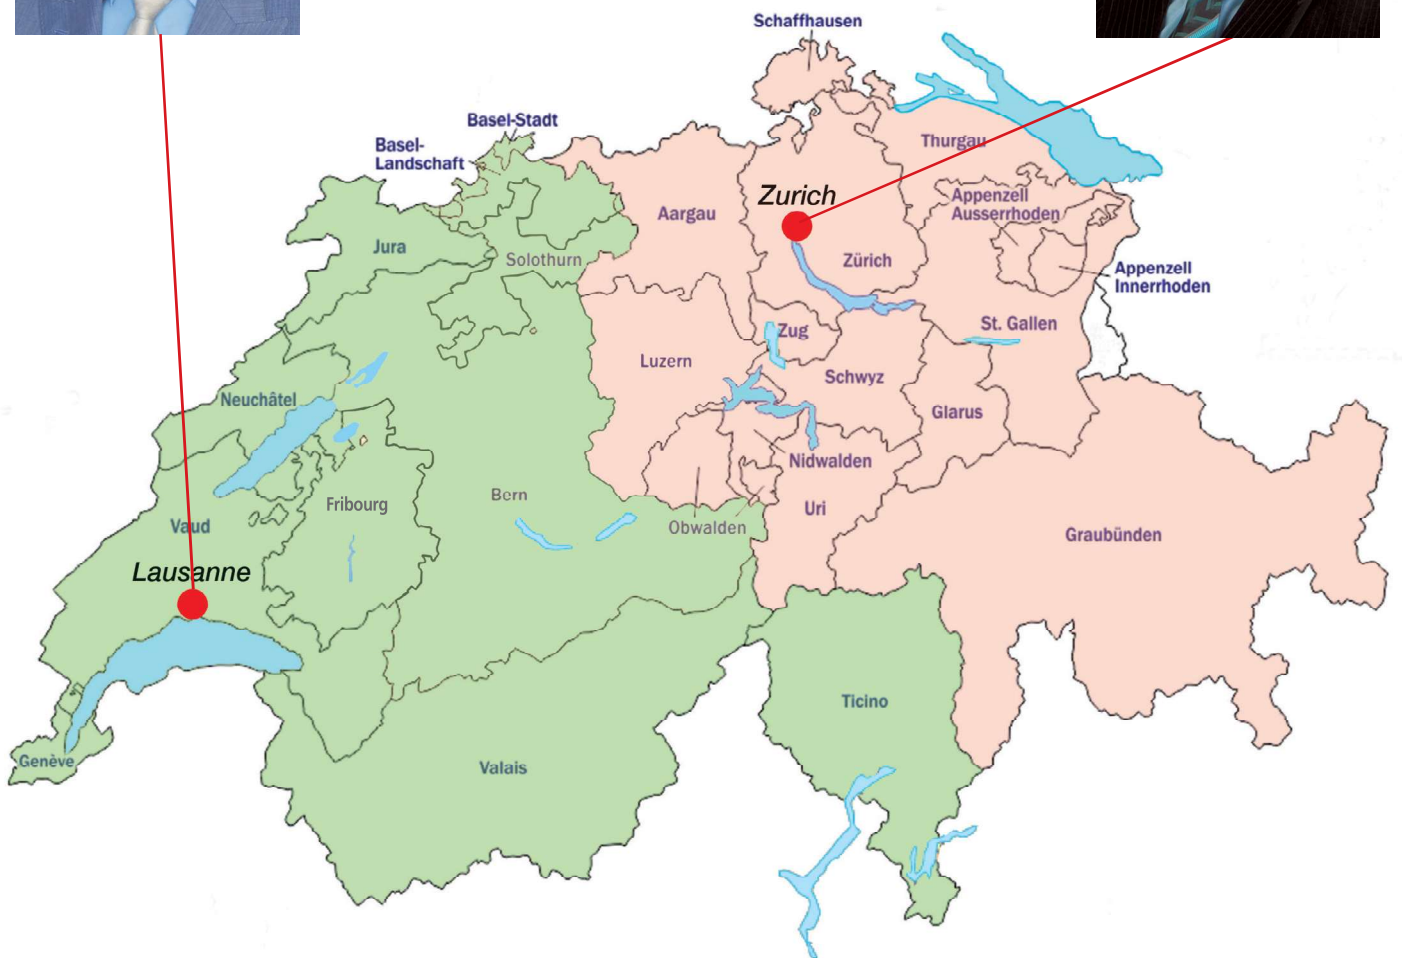 Schaffhausen
Basel-Stadt
Basel-
Landschaft
Thurgau
Zurich
Appenzell
Ausserrhoden
Aargau
Jura
Solothurn
Zürich
Appenzell
Innerrhoden
St. Gallen
Zug
Luzern
Schwyz
Neuchâtel
Glarus
Nidwalden
Bern
Fribourg
Uri
Vaud
Obwalden
Graubünden
Lausanne
Ticino
Genève
Valais